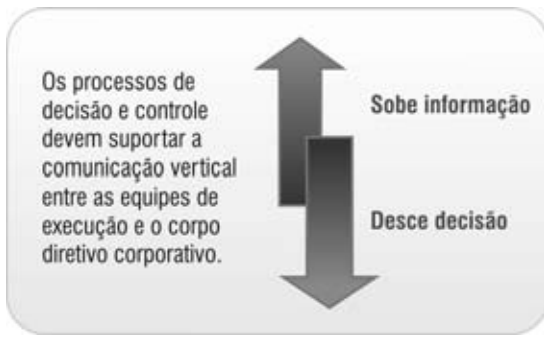 Os processos de
decisão e controle
devem suportar a
comunicação vertical
entre as equipes de
execução e o corpo
diretivo corporativo.
Sobe informação
Desce decisão